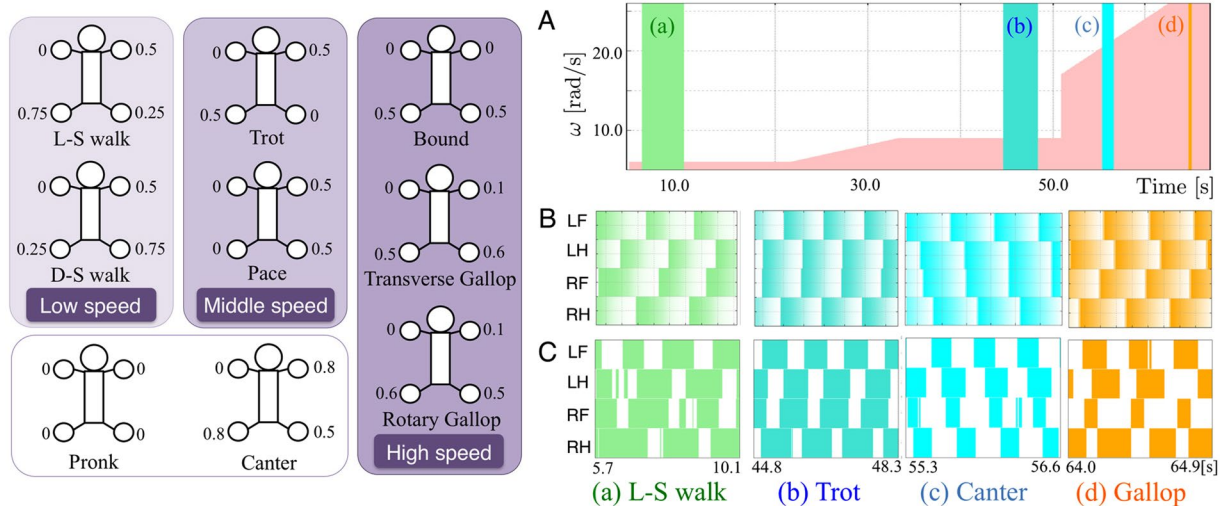 0 0.5
0.75 0.25
L-S walk
0 0.5
0.25 0.75
D-S walk
Low speed
0 0.5
0.5 0
Trot
0 0.5
0 0.5
Pace
Middle speed
0 0
0.5 0.5
Bound
0 0.1
0.5 0.6
Transverse Gallop
0 0.1
0.6 0.5
Rotary Gallop
High speed
0 0
0 0
Pronk
0 0.8
0.8 0.5
Canter
A
(a) (b) (c) (d)
ω [rad/s]
20.0
10.0
10.0 30.0 50.0 Time [s]
B
LF
LH
RF
RH
C
LF
LH
RF
RH
5.7 10.1 44.8 48.3 55.3 56.6 64.0 64.9[s]
(a) L-S walk (b) Trot (c) Canter (d) Gallop